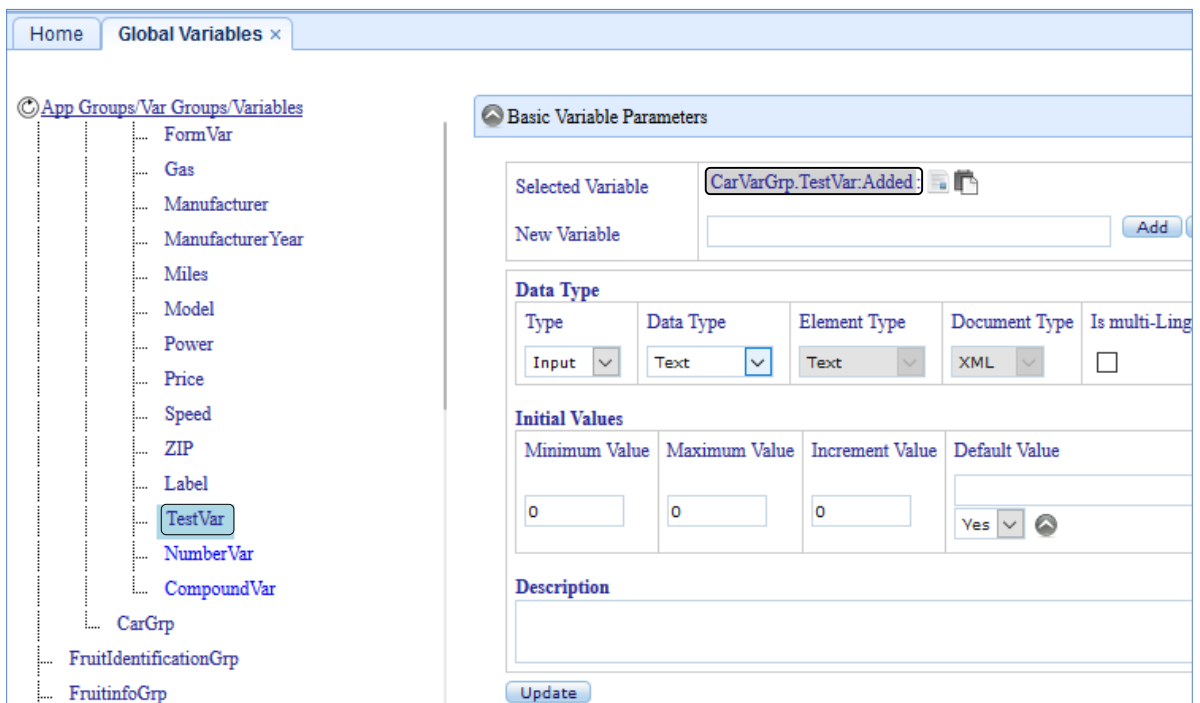 Home
Global Variables ×
App Groups/Var Groups/Variables
FormVar
Gas
Manufacturer
ManufacturerYear
Miles
Model
Power
Price
Speed
ZIP
Label
TestVar
NumberVar
CompoundVar
CarGrp
FruitIdentificationGrp
FruitinfoGrp
Basic Variable Parameters
Selected Variable CarVarGrp.TestVar:Added :
New Variable Add
Data Type
Type Data Type Element Type Document Type Is multi-Ling
Input Text Text XML
Initial Values
Minimum Value Maximum Value Increment Value Default Value
0 0 0
Yes
Description
Update